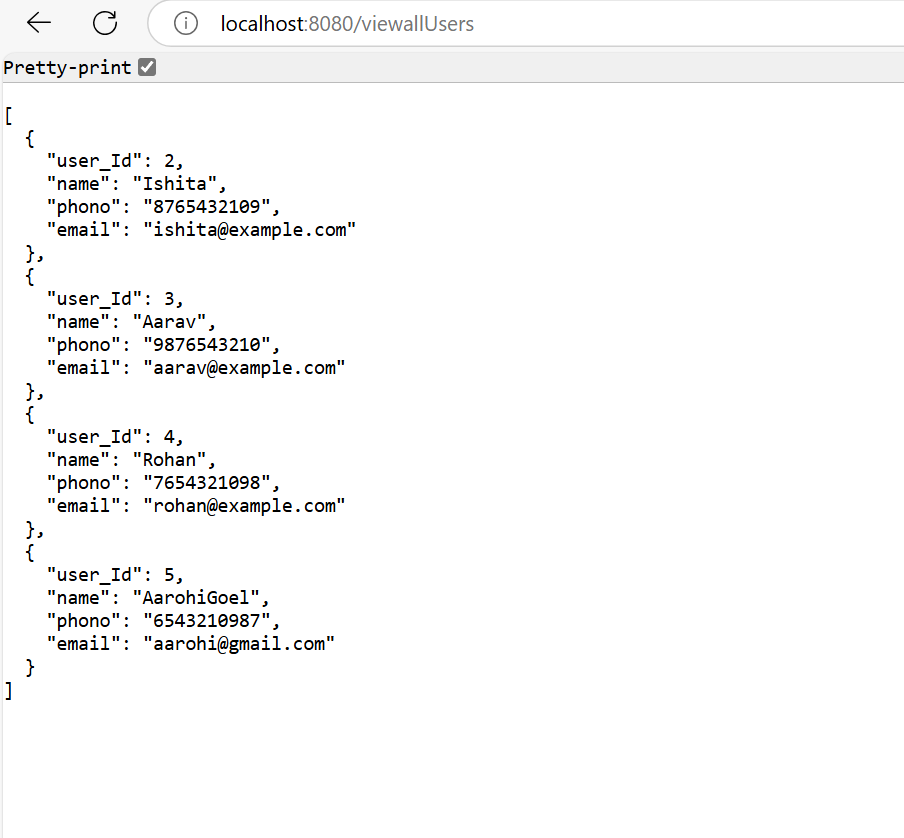 localhost:8080/viewallUsers
Pretty-print
[
  {
    "user_Id": 2,
    "name": "Ishita",
    "phono": "8765432109",
    "email": "ishita@example.com"
  },
  {
    "user_Id": 3,
    "name": "Aarav",
    "phono": "9876543210",
    "email": "aarav@example.com"
  },
  {
    "user_Id": 4,
    "name": "Rohan",
    "phono": "7654321098",
    "email": "rohan@example.com"
  },
  {
    "user_Id": 5,
    "name": "AarohiGoel",
    "phono": "6543210987",
    "email": "aarohi@gmail.com"
  }
]